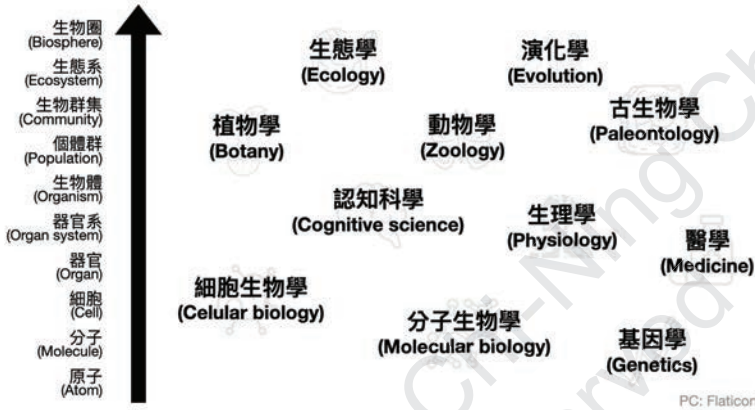 生物圈
(Biosphere)
生態系
(Ecosystem)
生物群集
(Community)
個體群
(Population)
生物體
(Organism)
器官系
(Organ system)
器官
(Organ)
細胞
(Cell)
分子
(Molecule)
原子
(Atom)
生態學
(Ecology)
演化學
(Evolution)
植物學
(Botany)
動物學
(Zoology)
古生物學
(Paleontology)
認知科學
(Cognitive science)
生理學
(Physiology)
醫學
(Medicine)
細胞生物學
(Celular biology)
分子生物學
(Molecular biology)
基因學
(Genetics)
PC: Flaticon